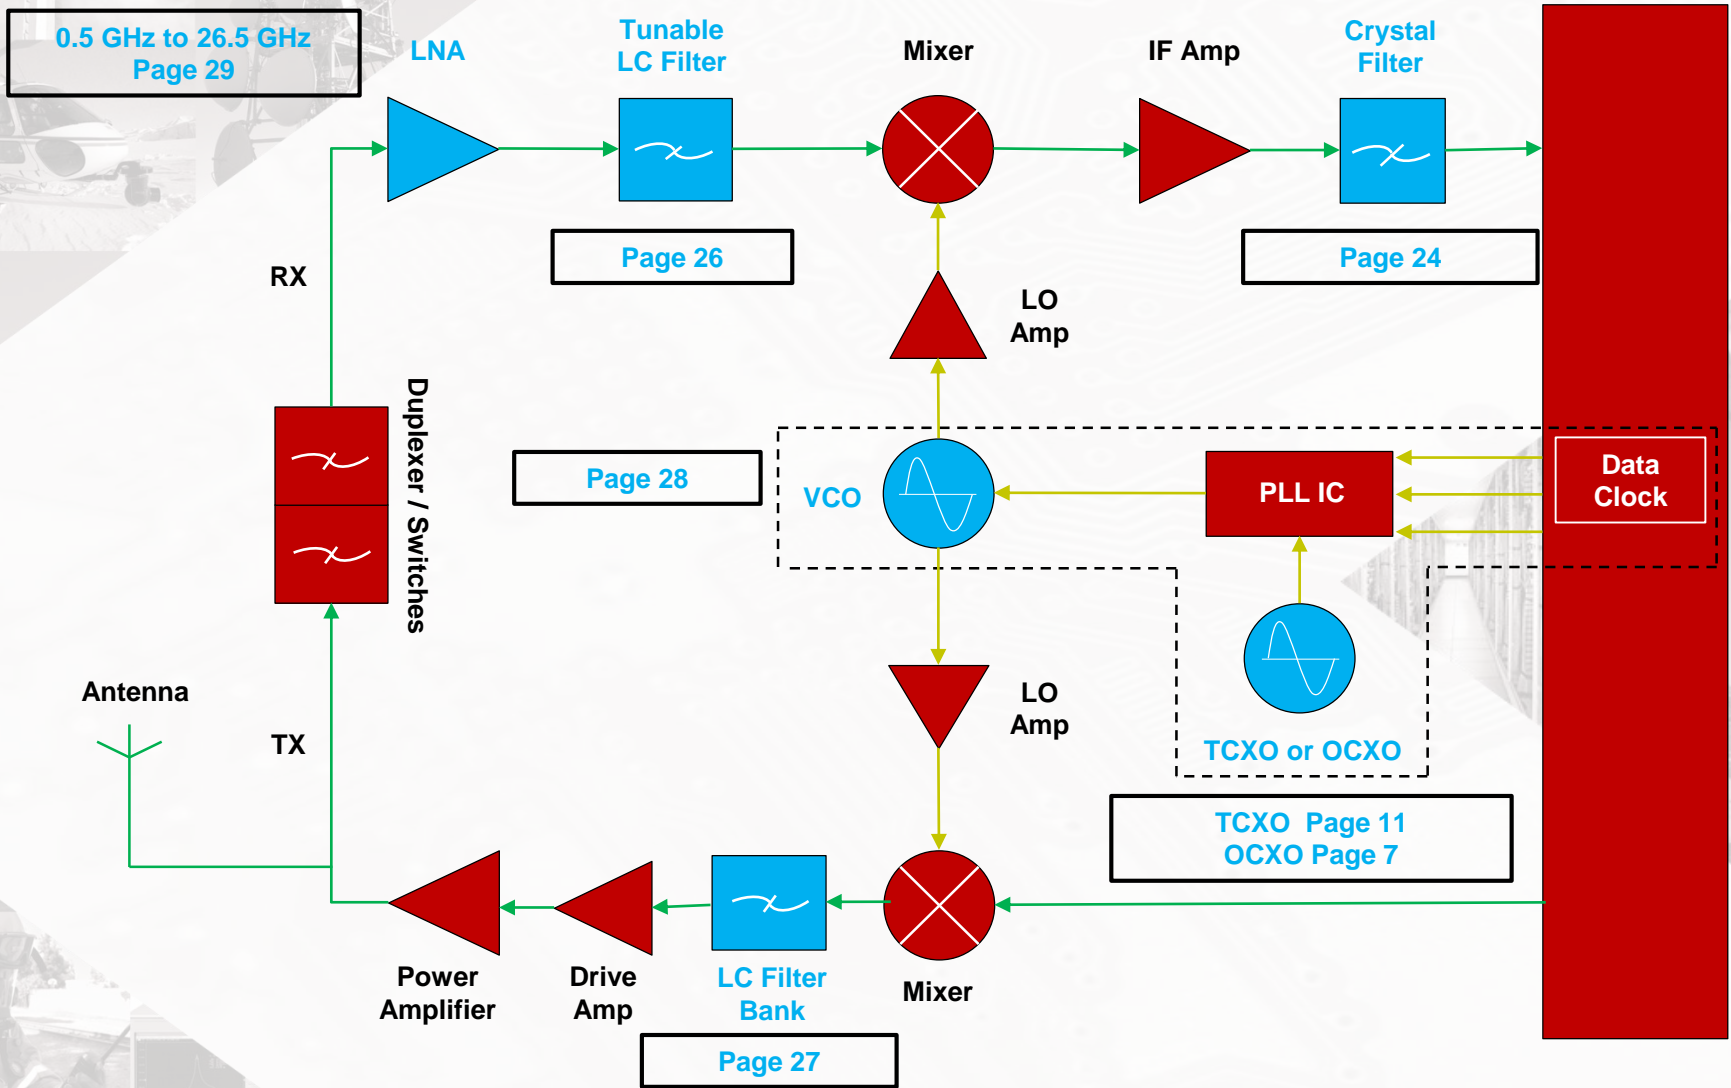 0.5 GHz to 26.5 GHz
Page 29
LNA
Tunable
LC Filter
Mixer
IF Amp
Crystal
Filter
Page 26
Page 24
RX
LO
Amp
Duplexer / Switches
Page 28
VCO
PLL IC
Data
Clock
Antenna
TX
LO
Amp
TCXO or OCXO
TCXO  Page 11
OCXO Page 7
Power
Amplifier
Drive
Amp
LC Filter
Bank
Mixer
Page 27